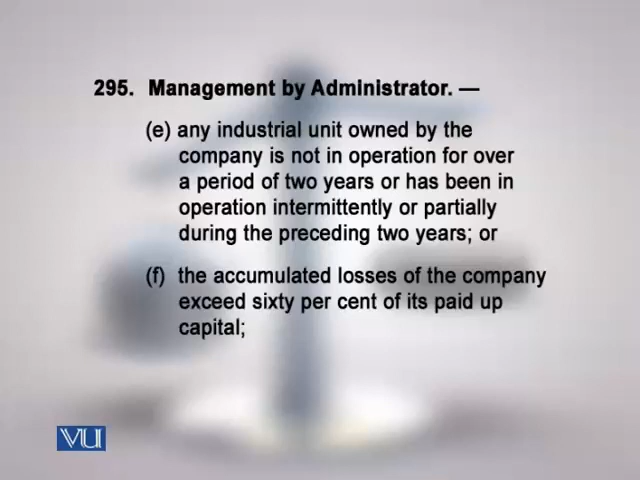 295. Management by Administrator. —
(e) any industrial unit owned by the
company is not in operation for over
a period of two years or has been in
operation intermittently or partially
during the preceding two years; or
(f) the accumulated losses of the company
exceed sixty per cent of its paid up
capital;
VU